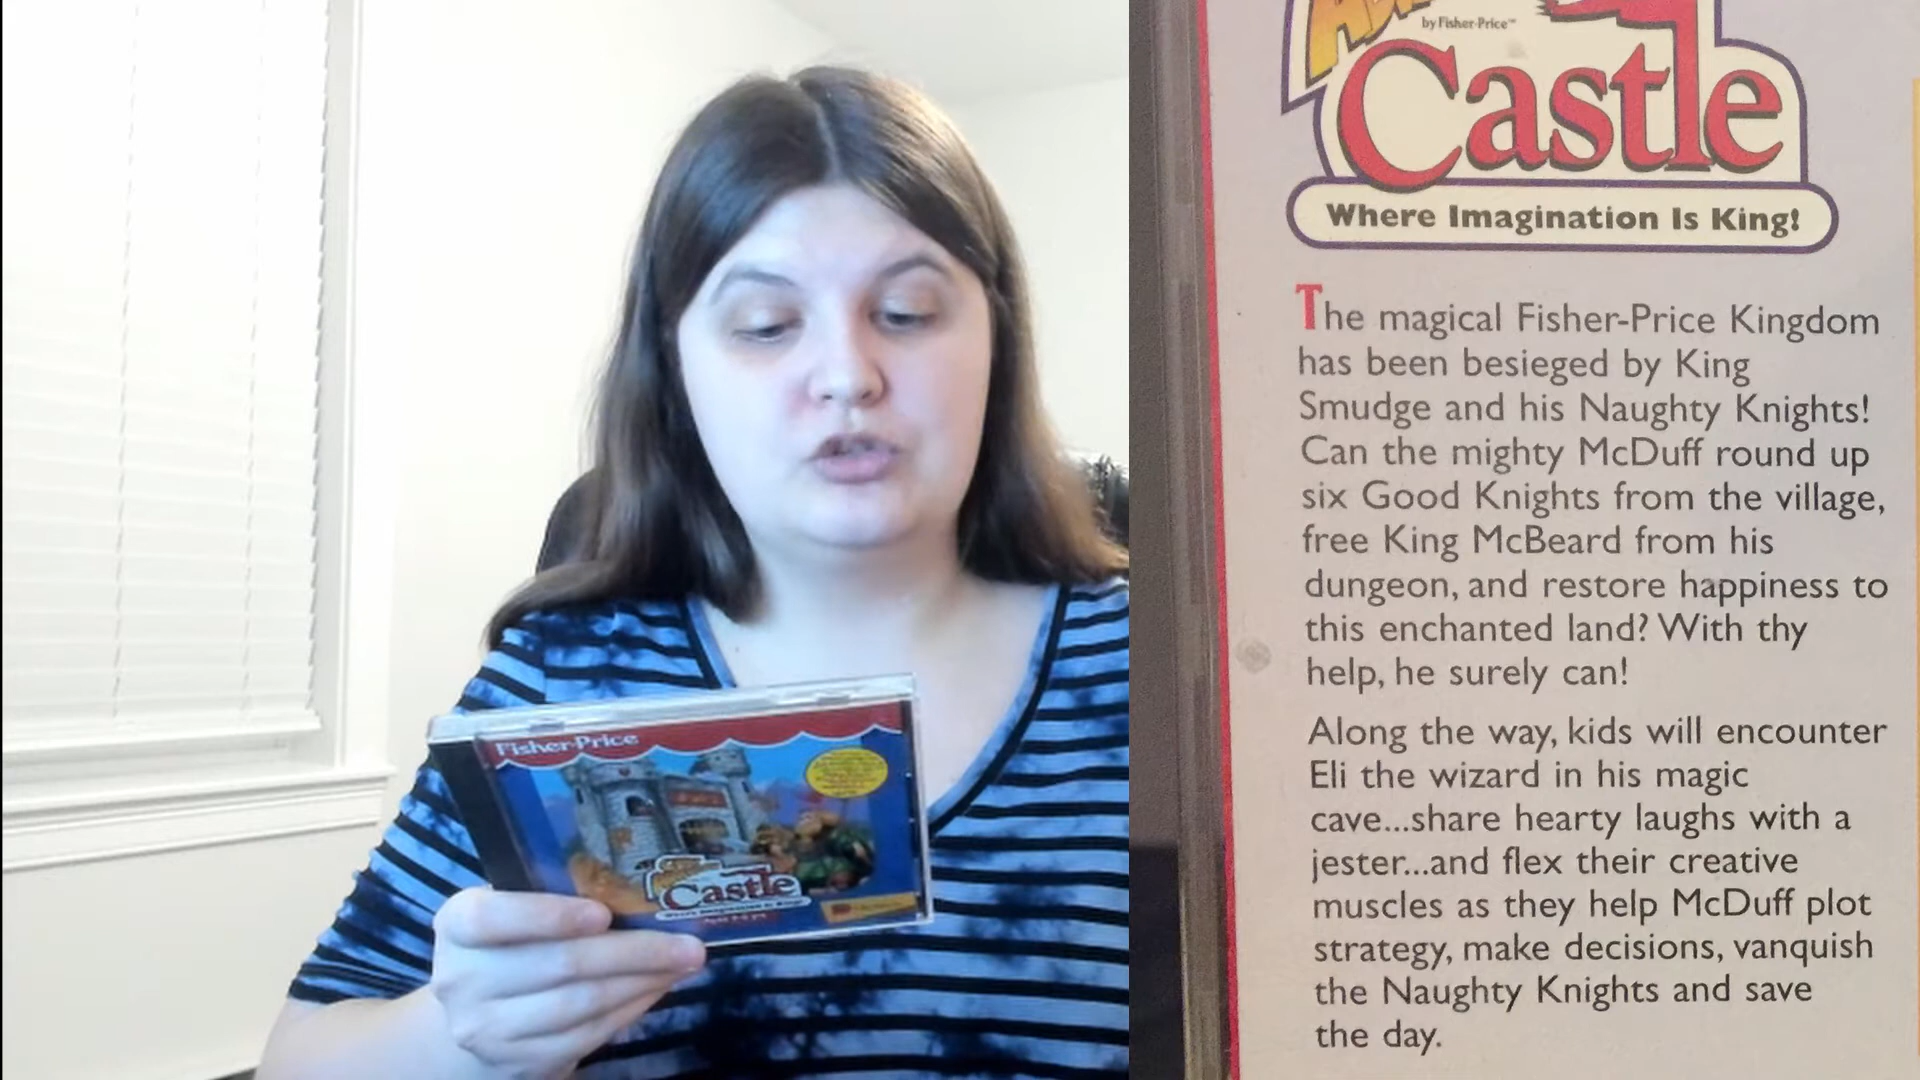 Fisher-Price
Castle
by Fisher-Price™
Castle
Where Imagination Is King!
The magical Fisher-Price Kingdom
has been besieged by King
Smudge and his Naughty Knights!
Can the mighty McDuff round up
six Good Knights from the village,
free King McBeard from his
dungeon, and restore happiness to
this enchanted land? With thy
help, he surely can!
Along the way, kids will encounter
Eli the wizard in his magic
cave...share hearty laughs with a
jester...and flex their creative
muscles as they help McDuff plot
strategy, make decisions, vanquish
the Naughty Knights and save
the day.